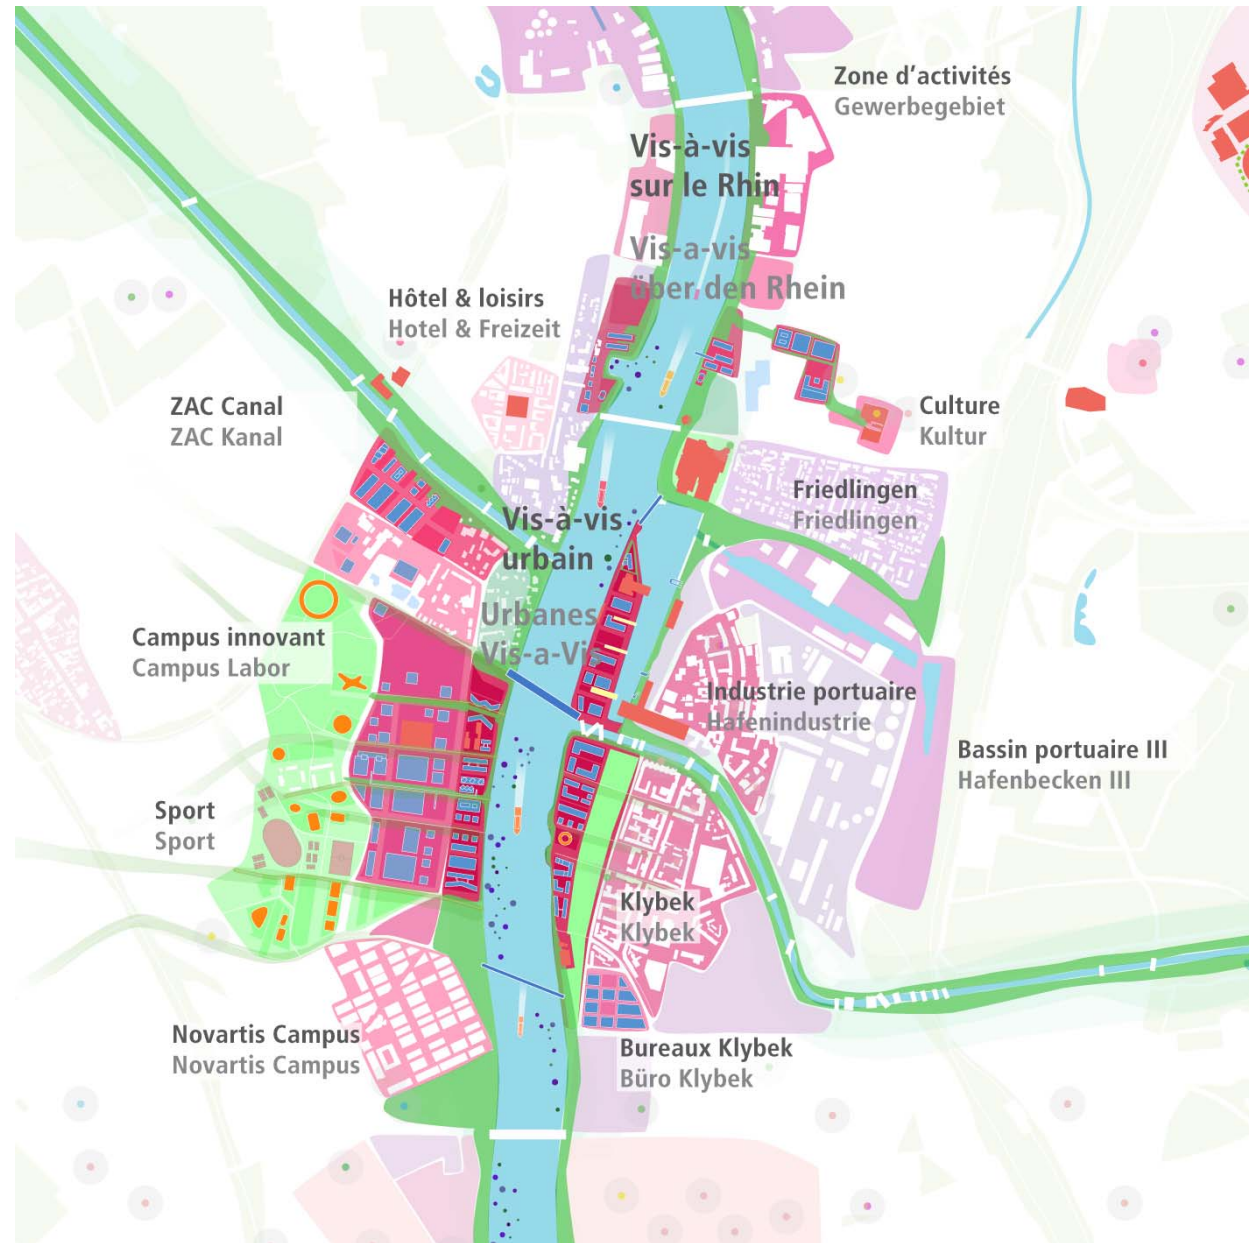 Zone d'activités
Gewerbegebiet
Vis-à-vis
sur le Rhin
Vis-a-vis
über den Rhein
Hôtel & loisirs
Hotel & Freizeit
ZAC Canal
ZAC Kanal
Culture
Kultur
Friedlingen
Friedlingen
Vis-à-vis
urbain
Urbanes
Vis-a-Vis
Campus innovant
Campus Labor
Industrie portuaire
Hafenindustrie
Bassin portuaire III
Hafenbecken III
Sport
Sport
Klybek
Klybek
Novartis Campus
Novartis Campus
Bureaux Klybek
Büro Klybek